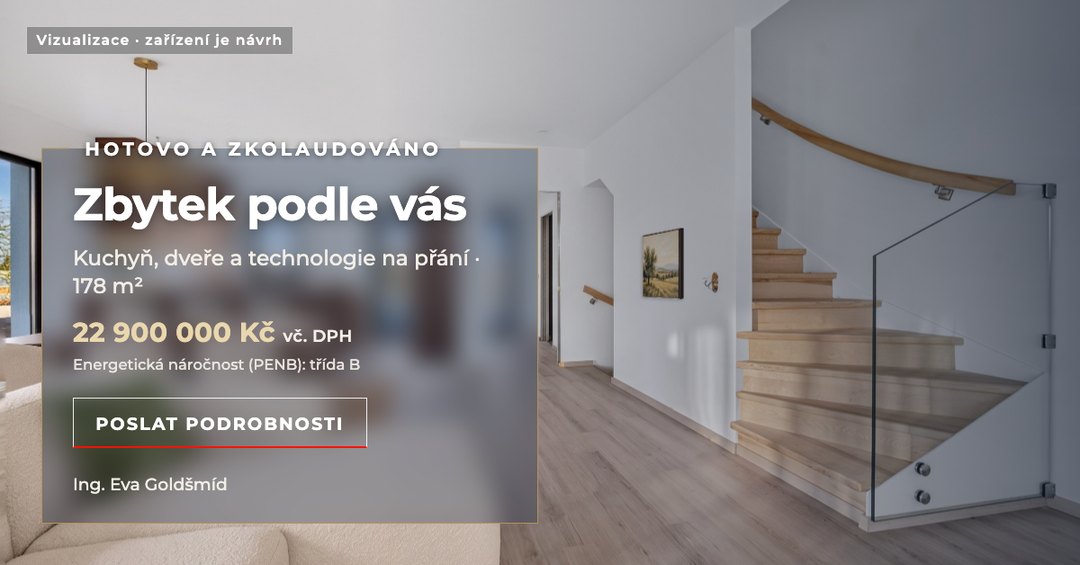 Vizualizace · zařízení je návrh
HOTOVO A ZKOLAUDOVÁNO
Zbytek podle vás
Kuchyň, dveře a technologie na přání ·
178 m²
22 900 000 Kč vč. DPH
Energetická náročnost (PENB): třída B
POSLAT PODROBNOSTI
Ing. Eva Goldšmíd